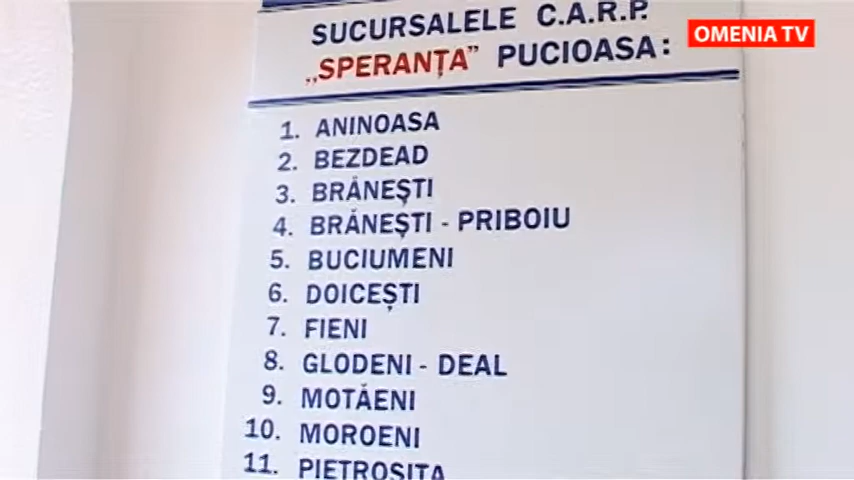 SUCURSALELE C.A.R.P.
„SPERANȚA” PUCIOASA:
OMENIA TV
1. ANINOASA
2. BEZDEAD
3. BRĂNEȘTI
4. BRĂNEȘTI - PRIBOIU
5. BUCIUMENI
6. DOICEȘTI
7. FIENI
8. GLODENI - DEAL
9. MOTĂENI
10. MOROENI
11. PIETROȘIȚA